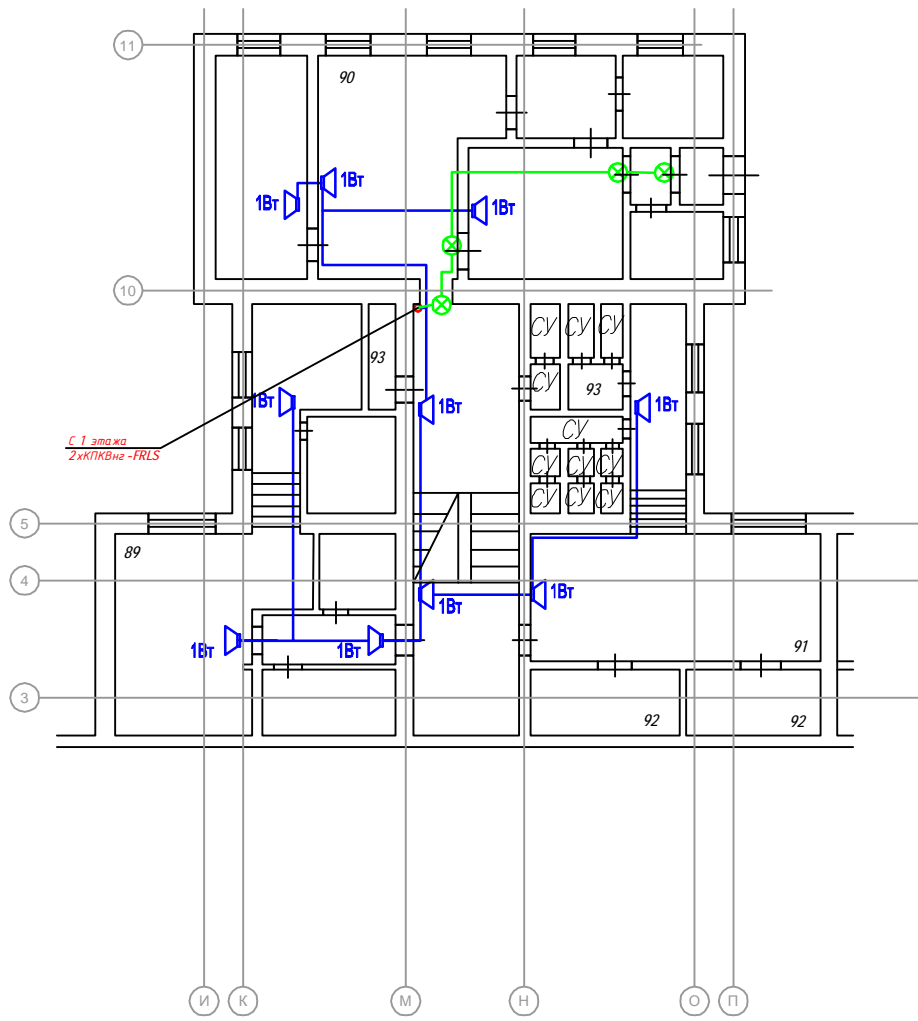 11
90
1Вт
1Вт
1Вт
10
93
СУ
СУ
СУ
СУ
93
1Вт
1Вт
1Вт
СУ
С 1 этажа
2хКПКВнг-FRLS
СУ
СУ
СУ
СУ
СУ
СУ
5
89
4
1Вт
1Вт
1Вт
1Вт
91
3
92
92
И
К
М
Н
О
П